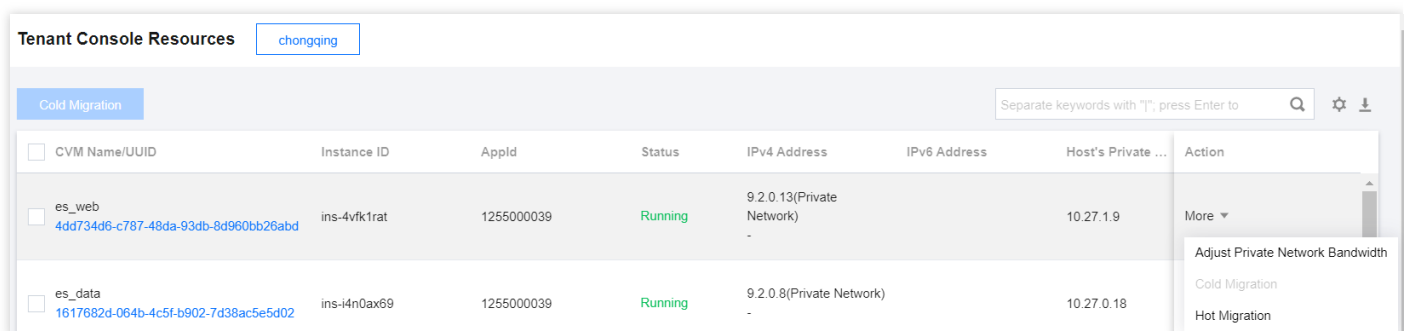 Tenant Console Resources chongqing
Cold Migration Separate keywords with "|"; press Enter to
CVM Name/UUID Instance ID AppId Status IPv4 Address IPv6 Address Host's Private ... Action
es_web
4dd734d6-c787-48da-93db-8d960bb26abd ins-4vfk1rat 1255000039 Running 9.2.0.13(Private
Network)
- 10.27.1.9 More
Adjust Private Network Bandwidth
Cold Migration
Hot Migration
es_data
1617682d-064b-4c5f-b902-7d38ac5e5d02 ins-i4n0ax69 1255000039 Running 9.2.0.8(Private Network)
- 10.27.0.18